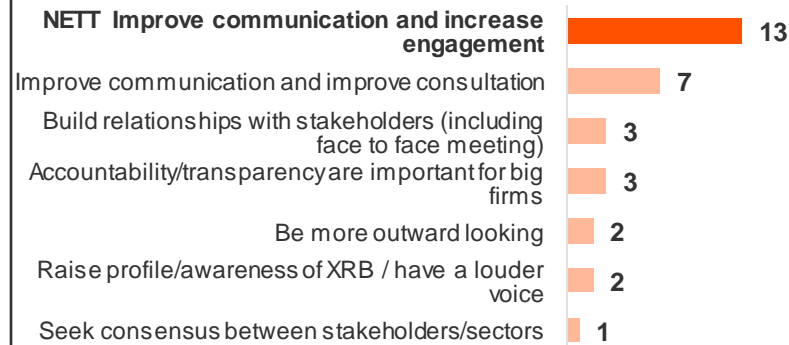 NETT Improve communication and increase
engagement
13
Improve communication and improve consultation
7
Build relationships with stakeholders (including
face to face meeting)
3
Accountability/transparency are important for big
firms
3
Be more outward looking
2
Raise profile/awareness of XRB / have a louder
voice
2
Seek consensus between stakeholders/sectors
1